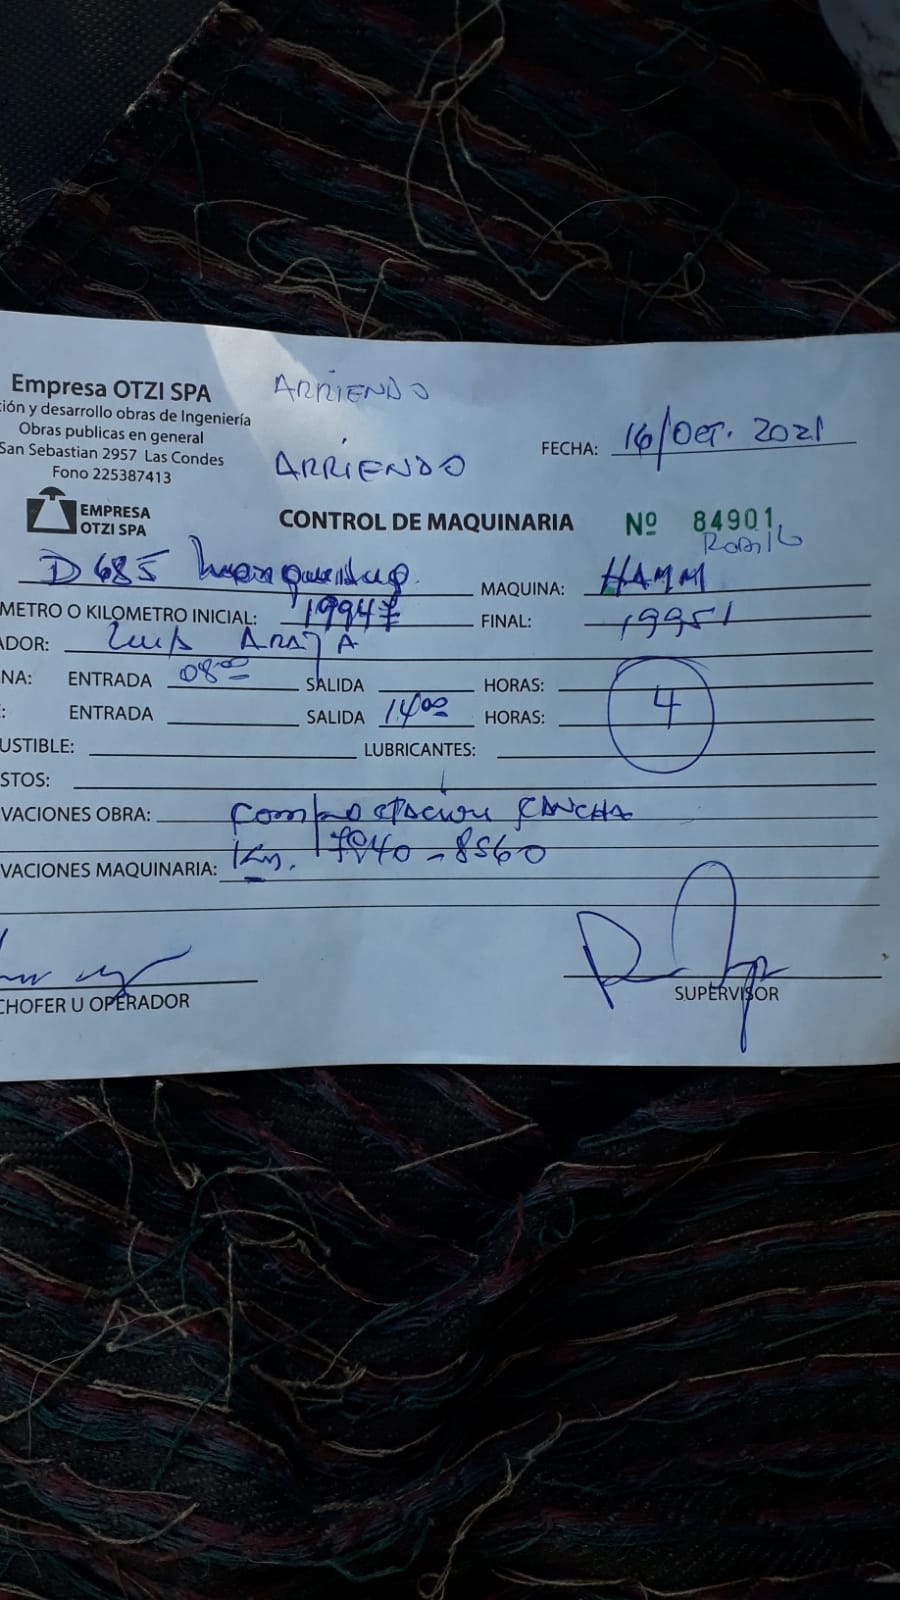 Empresa OTZI SPA
ARRIENDO
ción y desarrollo obras de Ingeniería
Obras publicas en general
San Sebastian 2957 Las Condes
Fono 225387413
ARRIENDO
FECHA: 16/OCT. 2021
EMPRESA
OTZI SPA
CONTROL DE MAQUINARIA
Nº 84901
Rodillo
D 685
MAQUINA: HAMM
METRO O KILOMETRO INICIAL: 19947
FINAL: 19951
ADOR: Luis ARAYA
NA: ENTRADA 08:00 SALIDA HORAS:
: ENTRADA SALIDA 14:00 HORAS: 4
USTIBLE: LUBRICANTES:
STOS:
VACIONES OBRA: Compactación CANCHA
VACIONES MAQUINARIA: Km. 7840 - 8560
CHOFER U OPERADOR
SUPERVISOR